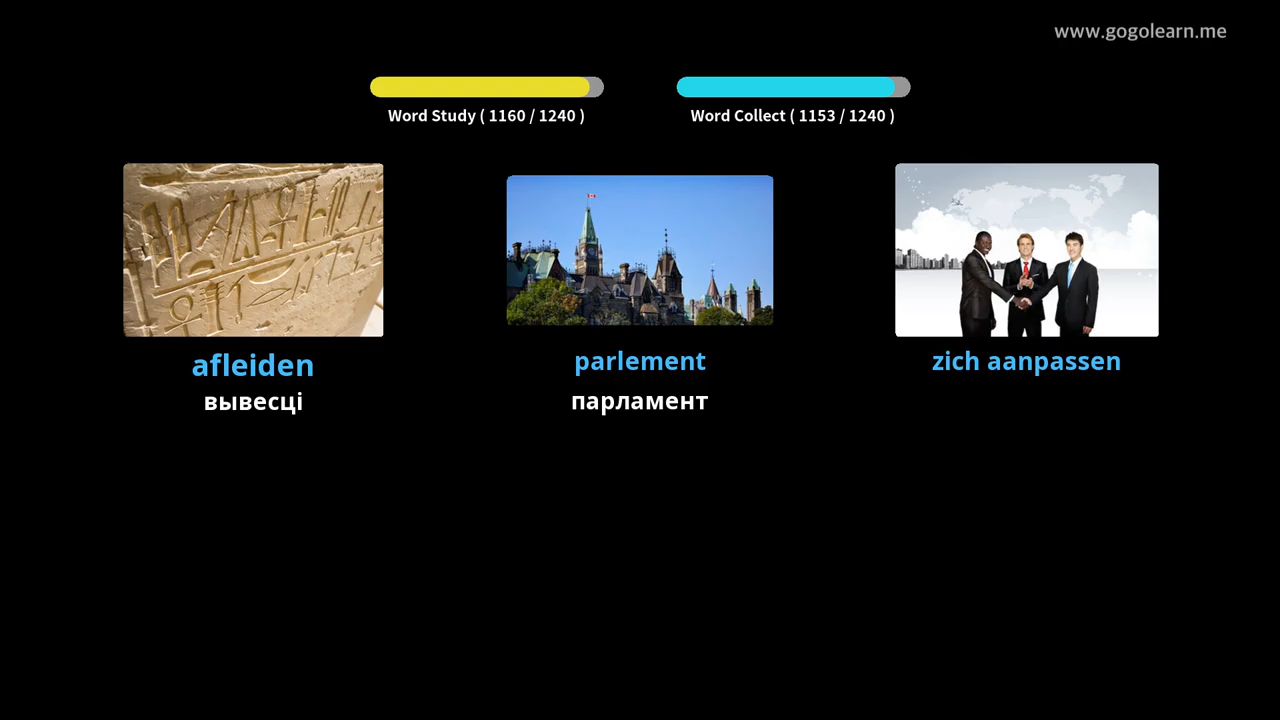 www.gogolearn.me
Word Study ( 1160 / 1240 )
Word Collect ( 1153 / 1240 )
afleiden
вывесці
parlement
парламент
zich aanpassen